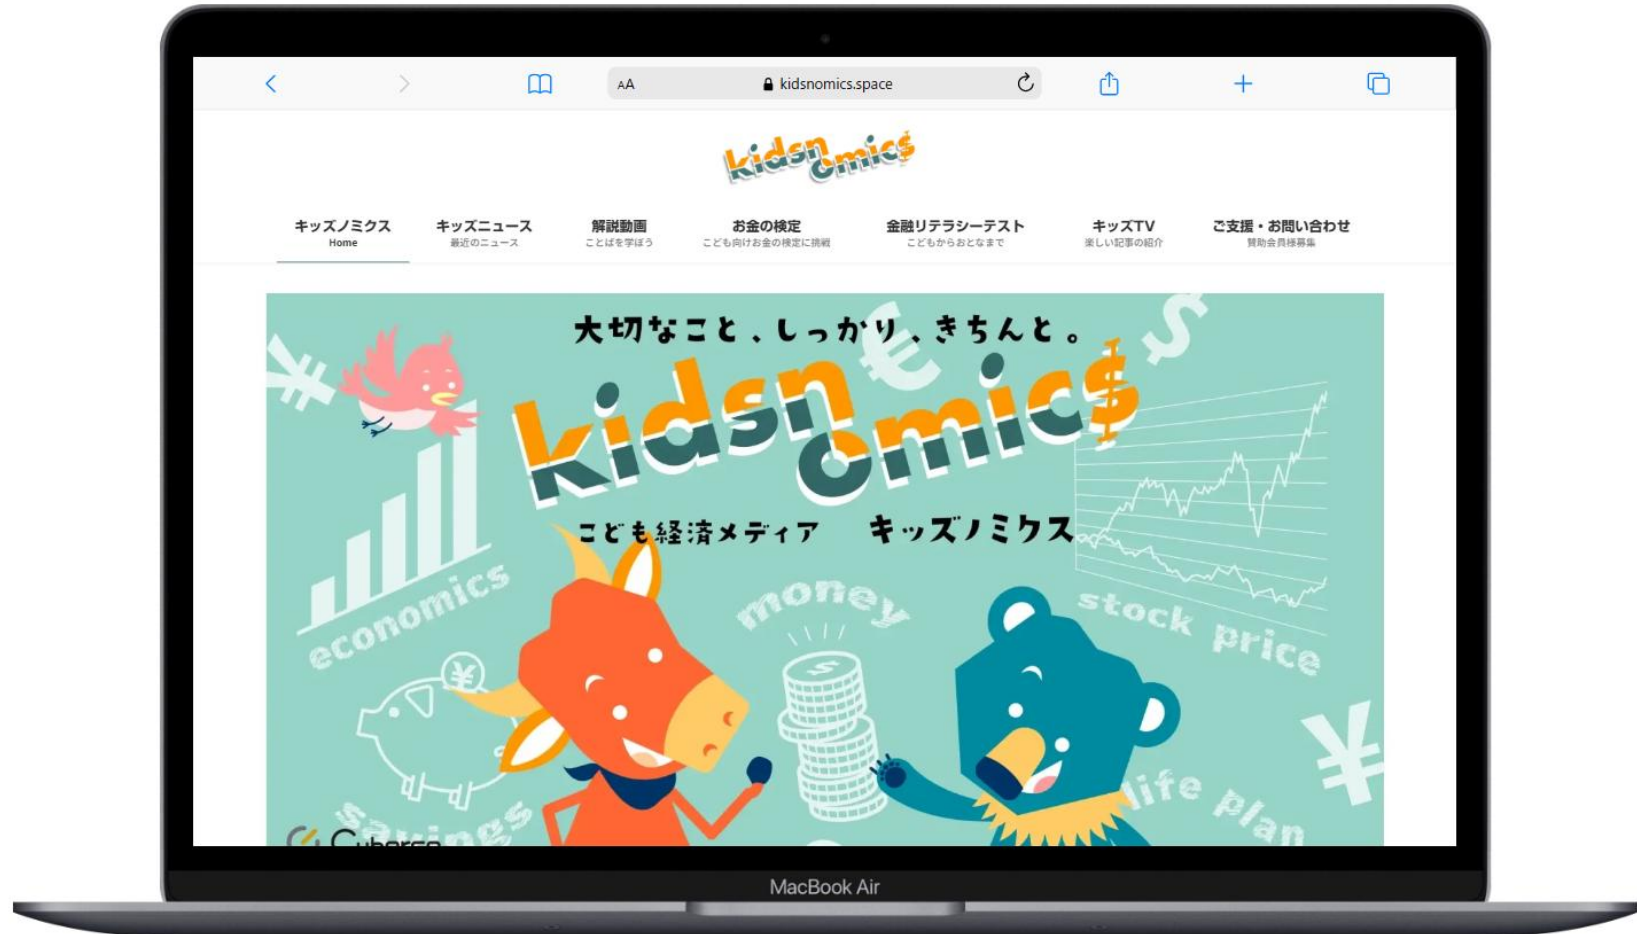 AA kidsnomics.space
kidsnomics
キッズノミクス キッズニュース 解説動画 お金の検定 金融リテラシーテスト キッズTV ご支援・お問い合わせ
Home 最近のニュース ことばを学ぼう こども向けお金の検定に挑戦 こどもからおとなまで 楽しい記事の紹介 賛助会員様募集
大切なこと、しっかり、きちんと。
kidsnomics
こども経済メディア キッズノミクス
economics
money
stock price
savings
life plan
MacBook Air